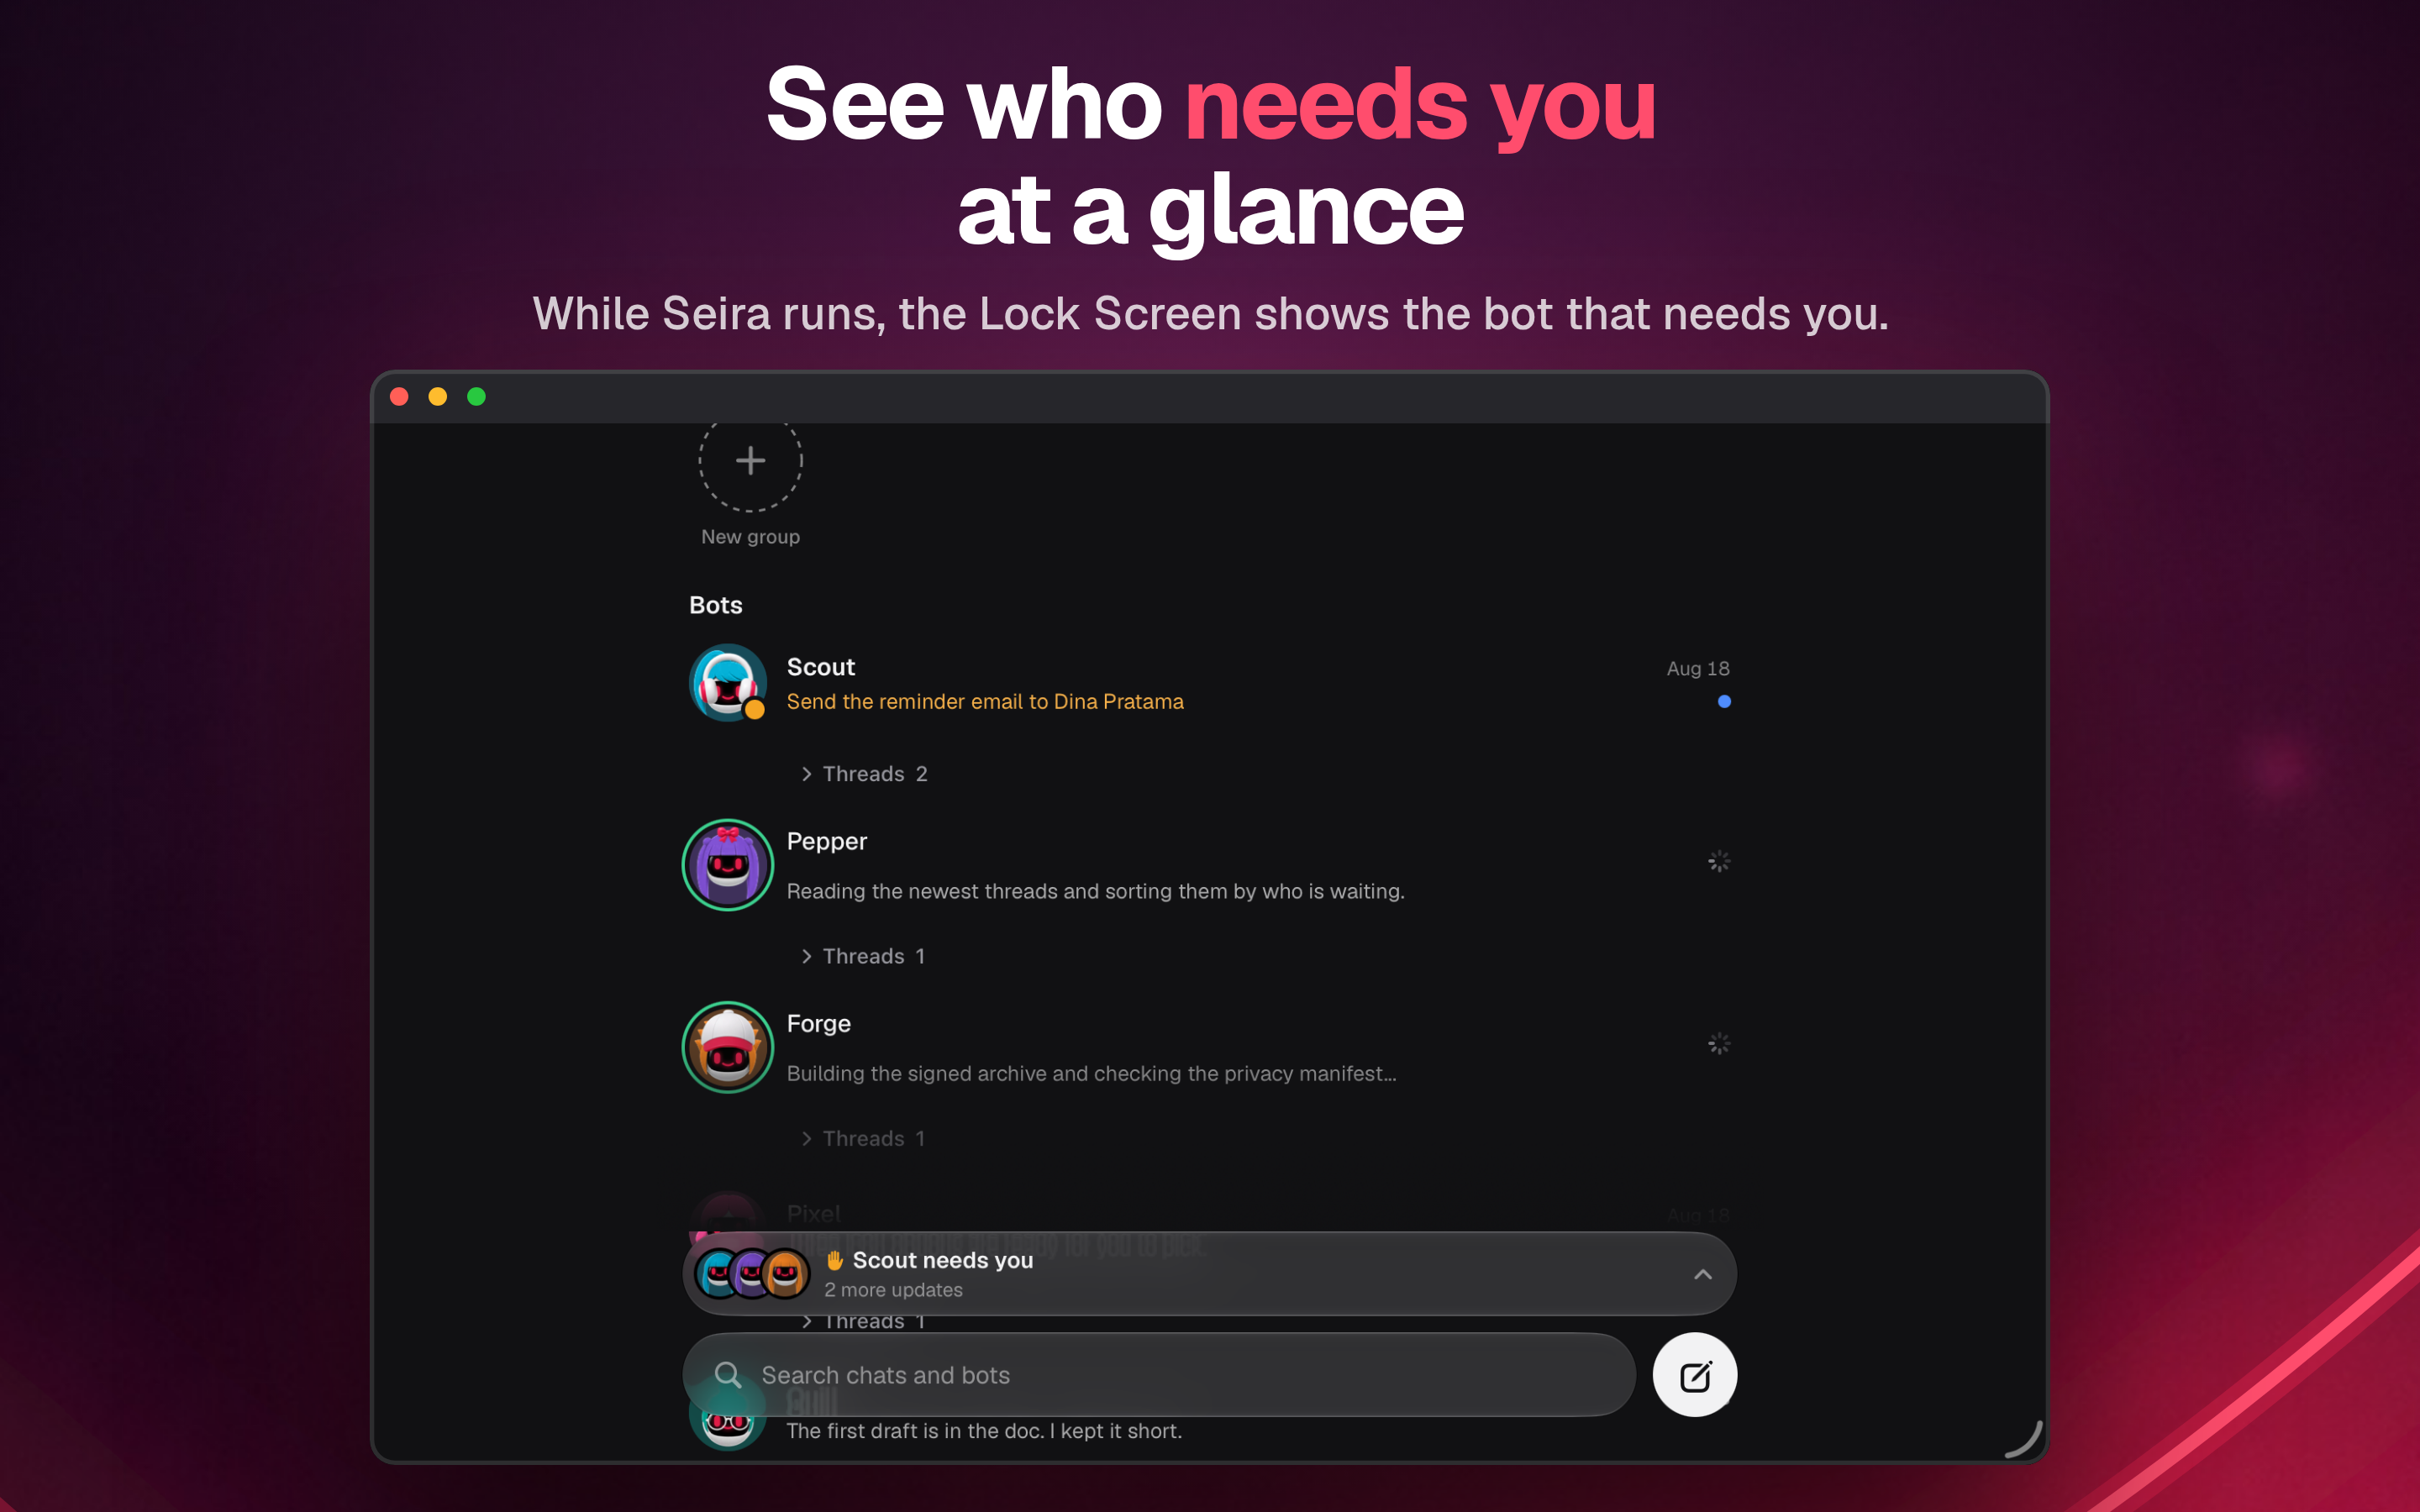 See who needs you
at a glance
While Seira runs, the Lock Screen shows the bot that needs you.
New group
Bots
Scout
Aug 18
Send the reminder email to Dina Pratama
Threads 2
Pepper
Reading the newest threads and sorting them by who is waiting.
Threads 1
Forge
Building the signed archive and checking the privacy manifest...
Threads 1
Pixel
Aug 18
✋ Scout needs you
2 more updates
Threads 1
Search chats and bots
Quill
The first draft is in the doc. I kept it short.